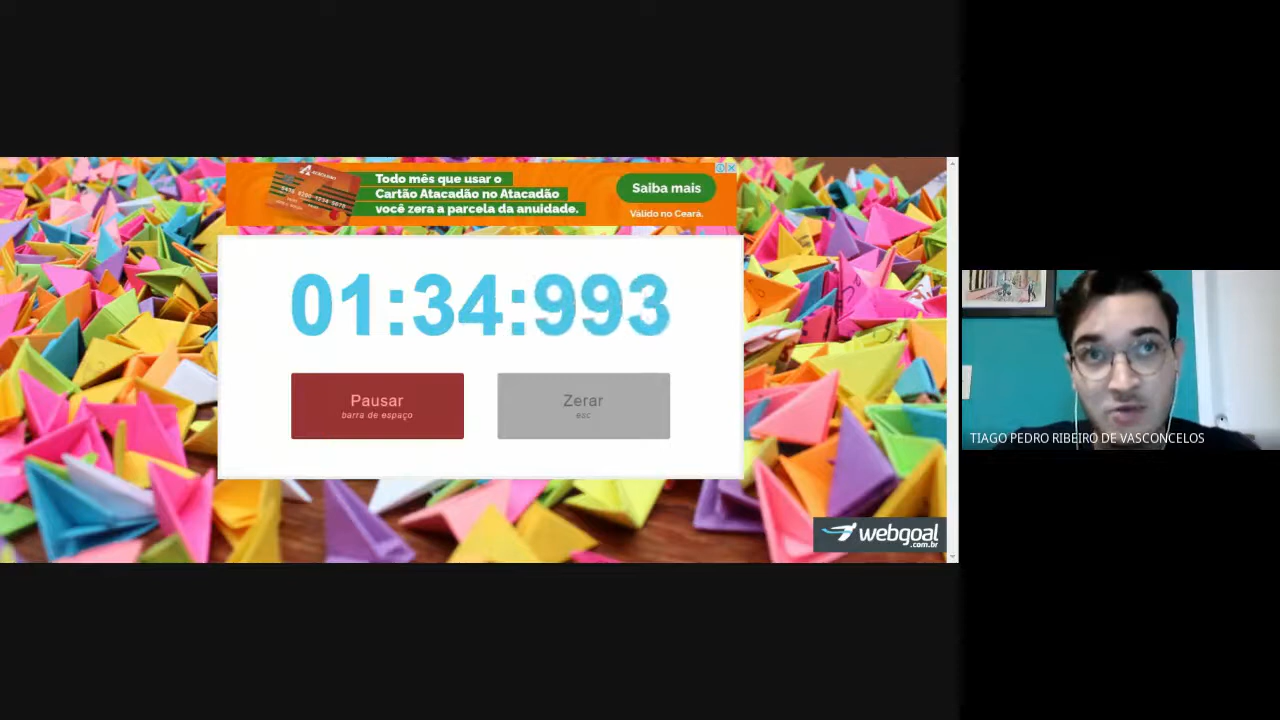 ATACADÃO
Todo mês que usar o
Cartão Atacadão no Atacadão
você zera a parcela da anuidade.
Saiba mais
Válido no Ceará.
01:34:993
Pausar
barra de espaço
Zerar
esc
webgoal
.com.br
TIAGO PEDRO RIBEIRO DE VASCONCELOS